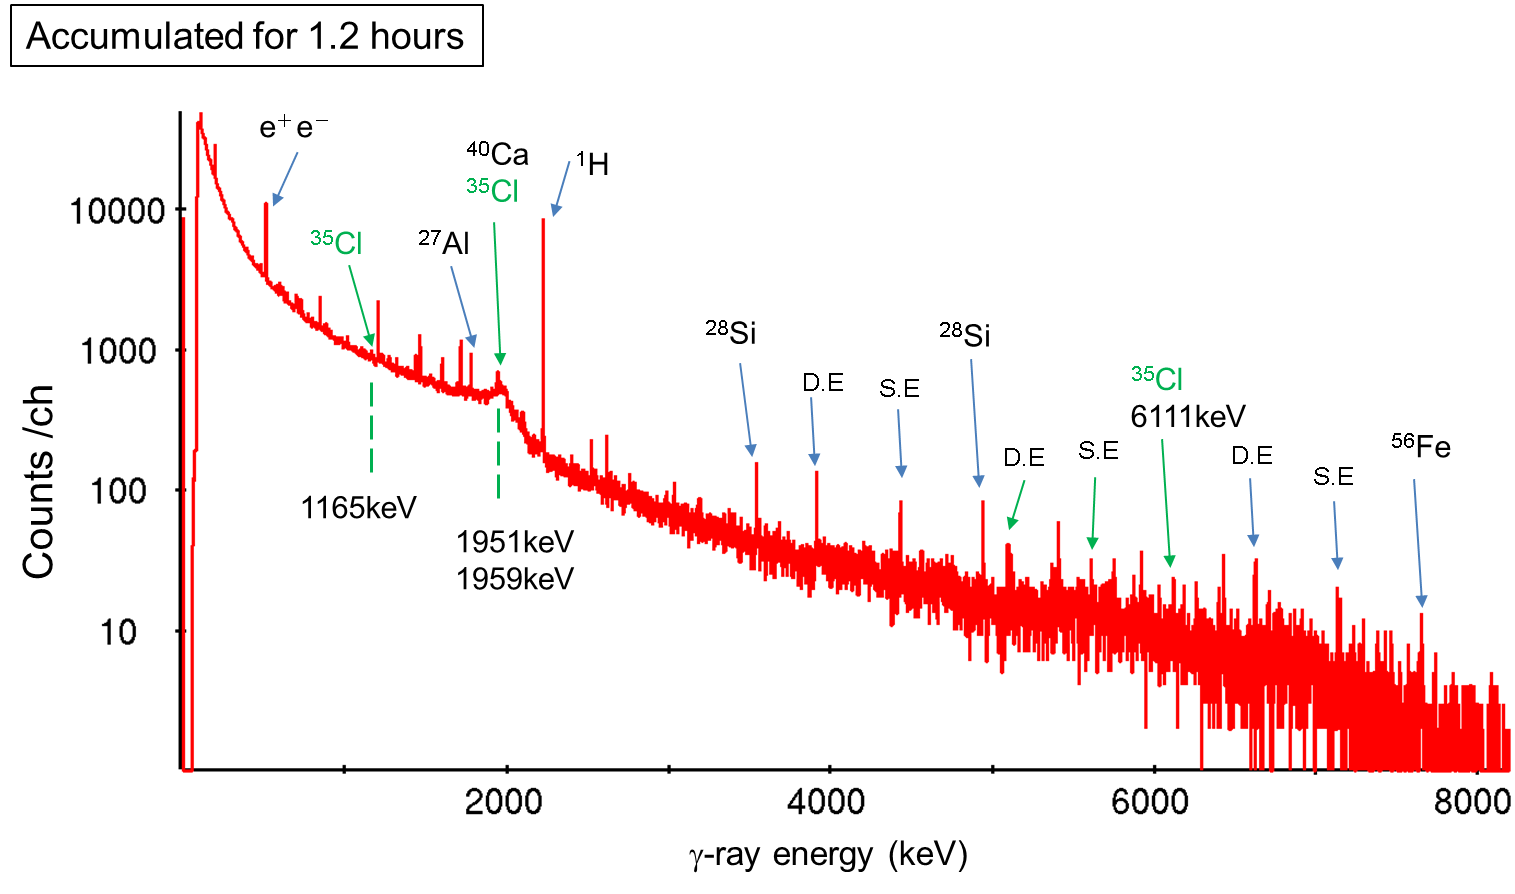 Accumulated for 1.2 hours
e⁺e⁻
⁴⁰Ca
³⁵Cl
¹H
³⁵Cl
²⁷Al
²⁸Si
D.E
S.E
²⁸Si
D.E
S.E
³⁵Cl
6111keV
D.E
S.E
⁵⁶Fe
1165keV
1951keV
1959keV
Counts /ch
10000
1000
100
10
2000
4000
6000
8000
γ-ray energy (keV)